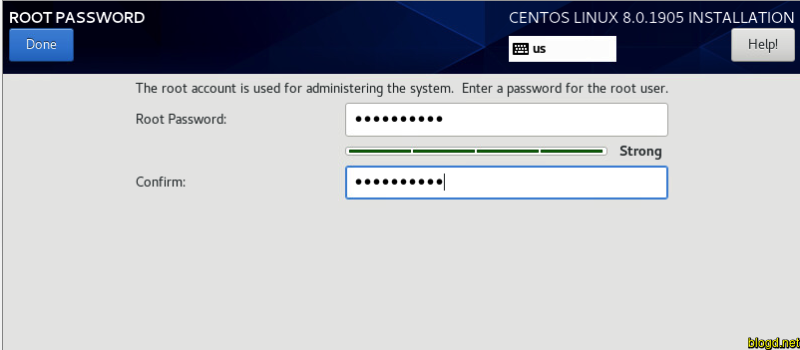 ROOT PASSWORD
CENTOS LINUX 8.0.1905 INSTALLATION
Done
us
Help!
The root account is used for administering the system.  Enter a password for the root user.
Root Password: ●●●●●●●●●●
Strong
Confirm: ●●●●●●●●●●
blogd.net